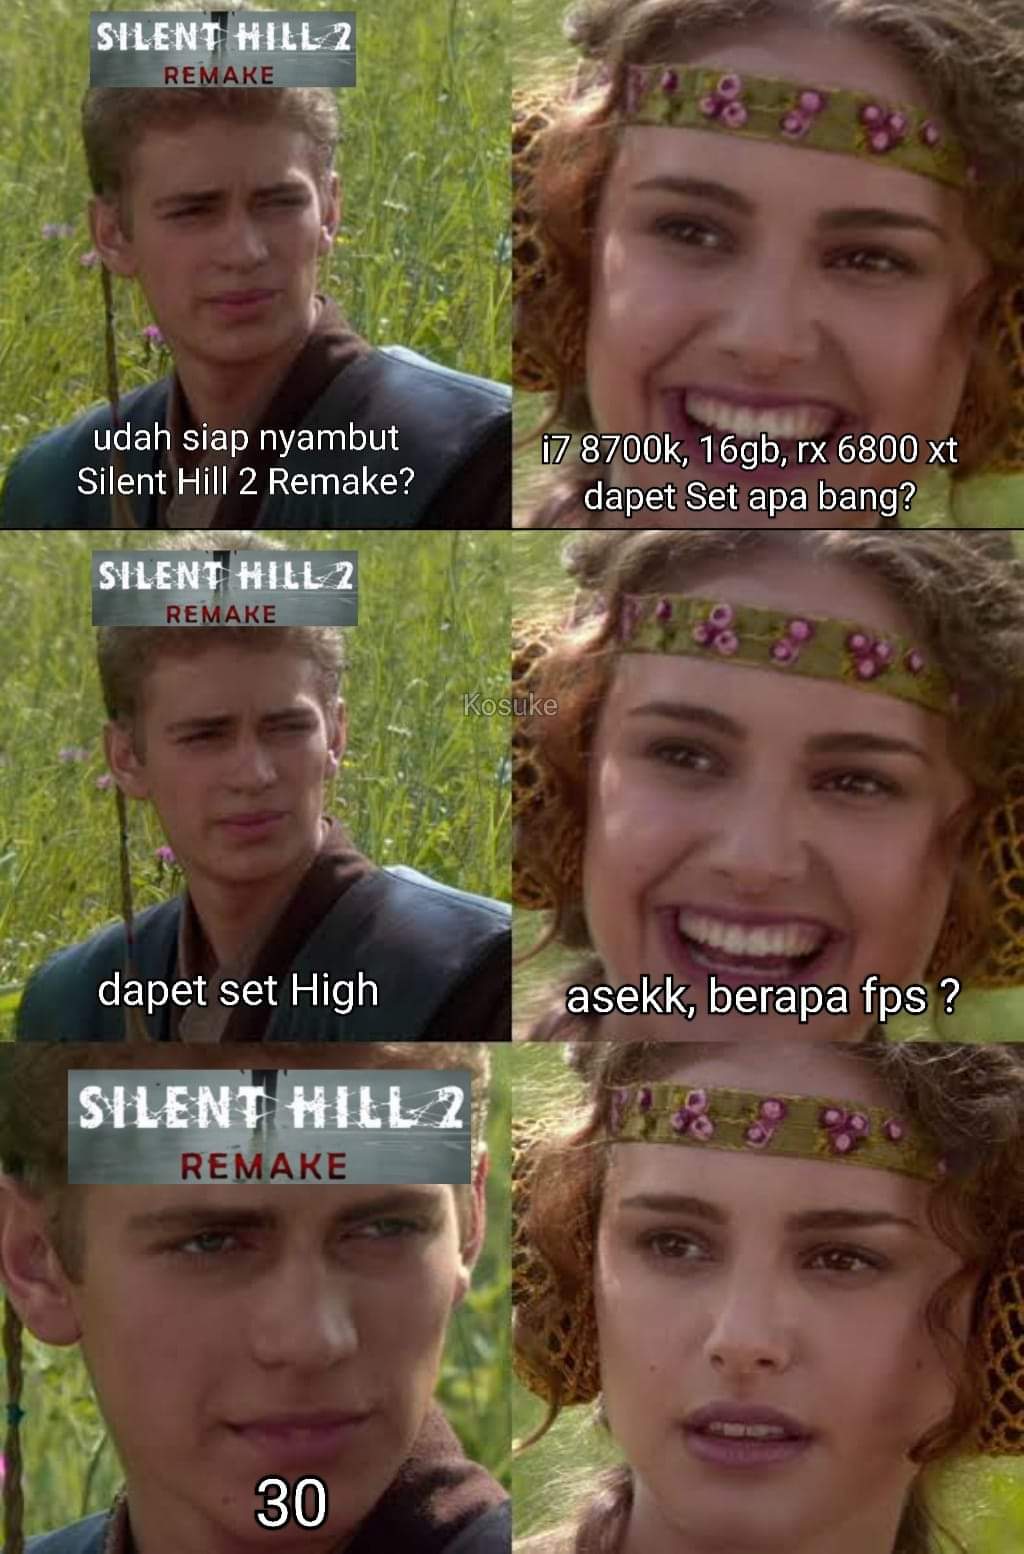 SILENT HILL 2
REMAKE
udah siap nyambut
Silent Hill 2 Remake?
i7 8700k, 16gb, rx 6800 xt
dapet Set apa bang?
SILENT HILL 2
REMAKE
Kosuke
dapet set High
asekk, berapa fps ?
SILENT HILL 2
REMAKE
30